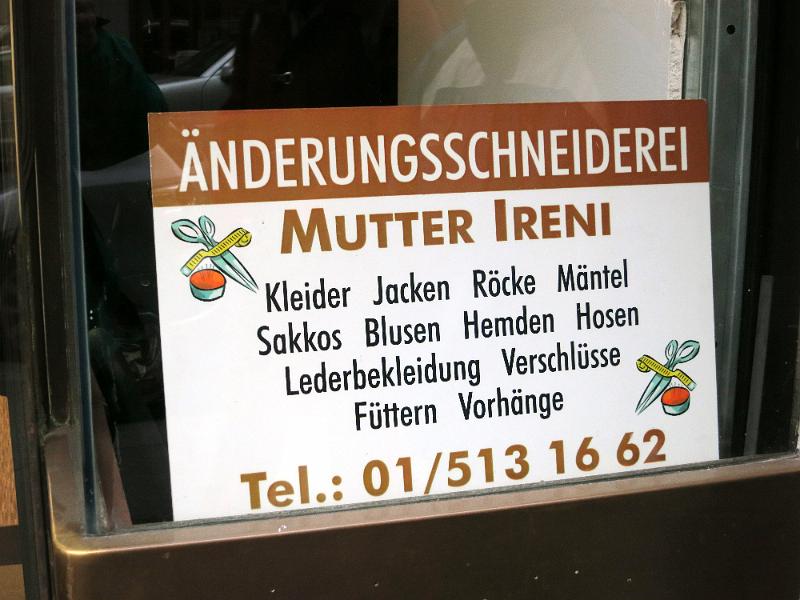 ÄNDERUNGSSCHNEIDEREI
MUTTER IRENI
Kleider Jacken Röcke Mäntel
Sakkos Blusen Hemden Hosen
Lederbekleidung Verschlüsse
Füttern Vorhänge
Tel.: 01/513 16 62